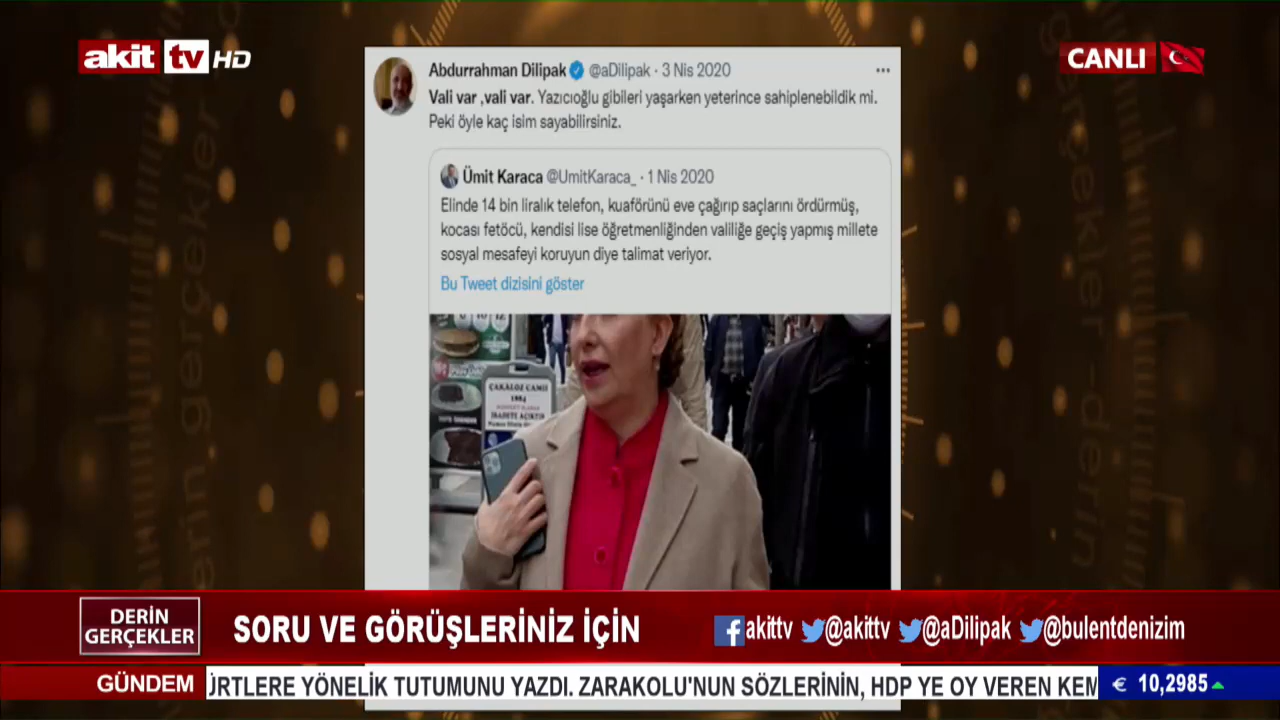 akit tv HD
CANLI
Abdurrahman Dilipak @aDilipak · 3 Nis 2020
Vali var ,vali var. Yazıcıoğlu gibileri yaşarken yeterince sahiplenebildik mi.
Peki öyle kaç isim sayabilirsiniz.
Ümit Karaca @UmitKaraca_ · 1 Nis 2020
Elinde 14 bin liralık telefon, kuaförünü eve çağırıp saçlarını ördürmüş,
kocası fetöcü, kendisi lise öğretmenliğinden valiliğe geçiş yapmış millete
sosyal mesafeyi koruyun diye talimat veriyor.
Bu Tweet dizisini göster
ÇAKALOZ CAMİİ
1984
İBADETE AÇIKTIR
DERİN
GERÇEKLER
SORU VE GÖRÜŞLERİNİZ İÇİN
akittv @akittv @aDilipak @bulentdenizim
GÜNDEM
ÜRTLERE YÖNELİK TUTUMUNU YAZDI. ZARAKOLU'NUN SÖZLERİNİN, HDP YE OY VEREN KEM
€ 10,2985